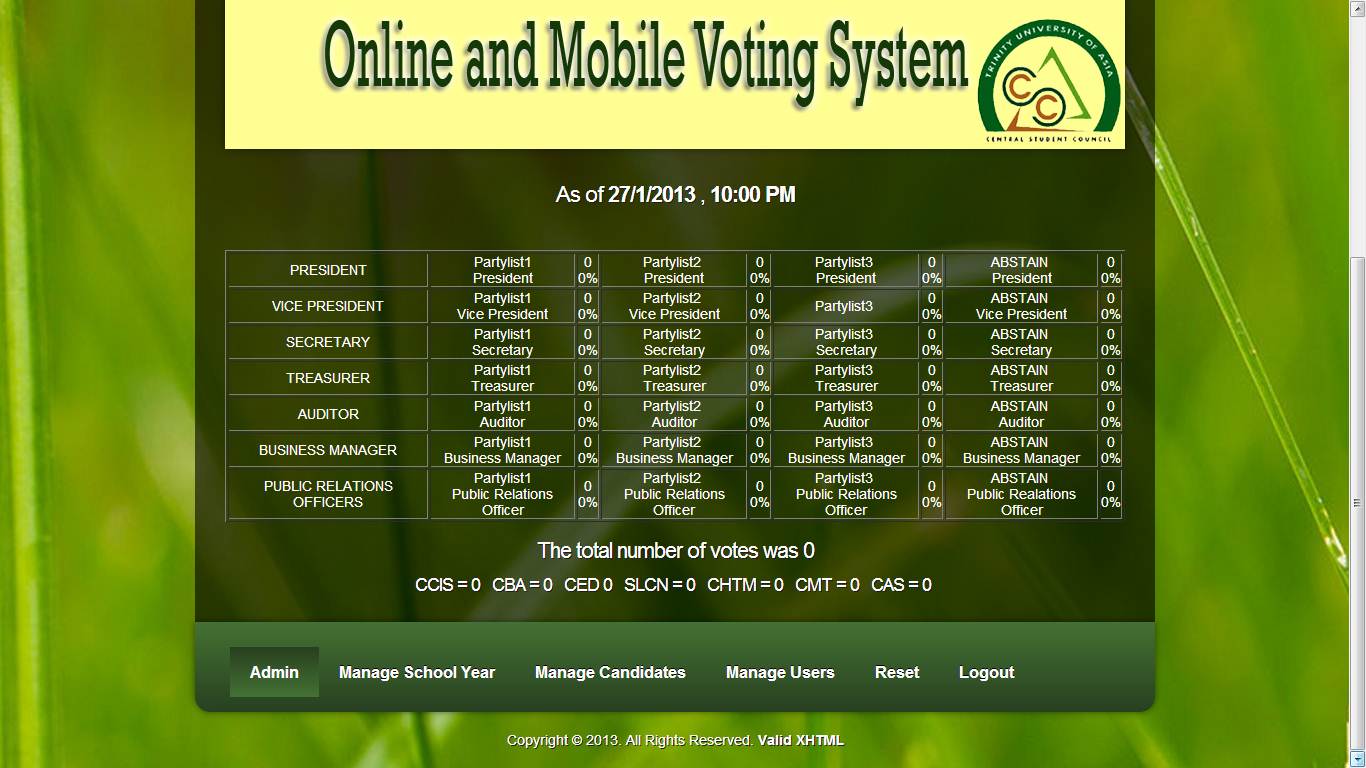 Online and Mobile Voting System
TRINITY UNIVERSITY OF ASIA
CSC
CENTRAL STUDENT COUNCIL
As of 27/1/2013 , 10:00 PM
PRESIDENT
Partylist1
President
0
0%
Partylist2
President
0
0%
Partylist3
President
0
0%
ABSTAIN
President
0
0%
VICE PRESIDENT
Partylist1
Vice President
0
0%
Partylist2
Vice President
0
0%
Partylist3
0
0%
ABSTAIN
Vice President
0
0%
SECRETARY
Partylist1
Secretary
0
0%
Partylist2
Secretary
0
0%
Partylist3
Secretary
0
0%
ABSTAIN
Secretary
0
0%
TREASURER
Partylist1
Treasurer
0
0%
Partylist2
Treasurer
0
0%
Partylist3
Treasurer
0
0%
ABSTAIN
Treasurer
0
0%
AUDITOR
Partylist1
Auditor
0
0%
Partylist2
Auditor
0
0%
Partylist3
Auditor
0
0%
ABSTAIN
Auditor
0
0%
BUSINESS MANAGER
Partylist1
Business Manager
0
0%
Partylist2
Business Manager
0
0%
Partylist3
Business Manager
0
0%
ABSTAIN
Business Manager
0
0%
PUBLIC RELATIONS
OFFICERS
Partylist1
Public Relations
Officer
0
0%
Partylist2
Public Relations
Officer
0
0%
Partylist3
Public Relations
Officer
0
0%
ABSTAIN
Public Realations
Officer
0
0%
The total number of votes was 0
CCIS = 0 CBA = 0 CED 0 SLCN = 0 CHTM = 0 CMT = 0 CAS = 0
Admin Manage School Year Manage Candidates Manage Users Reset Logout
Copyright © 2013. All Rights Reserved. Valid XHTML